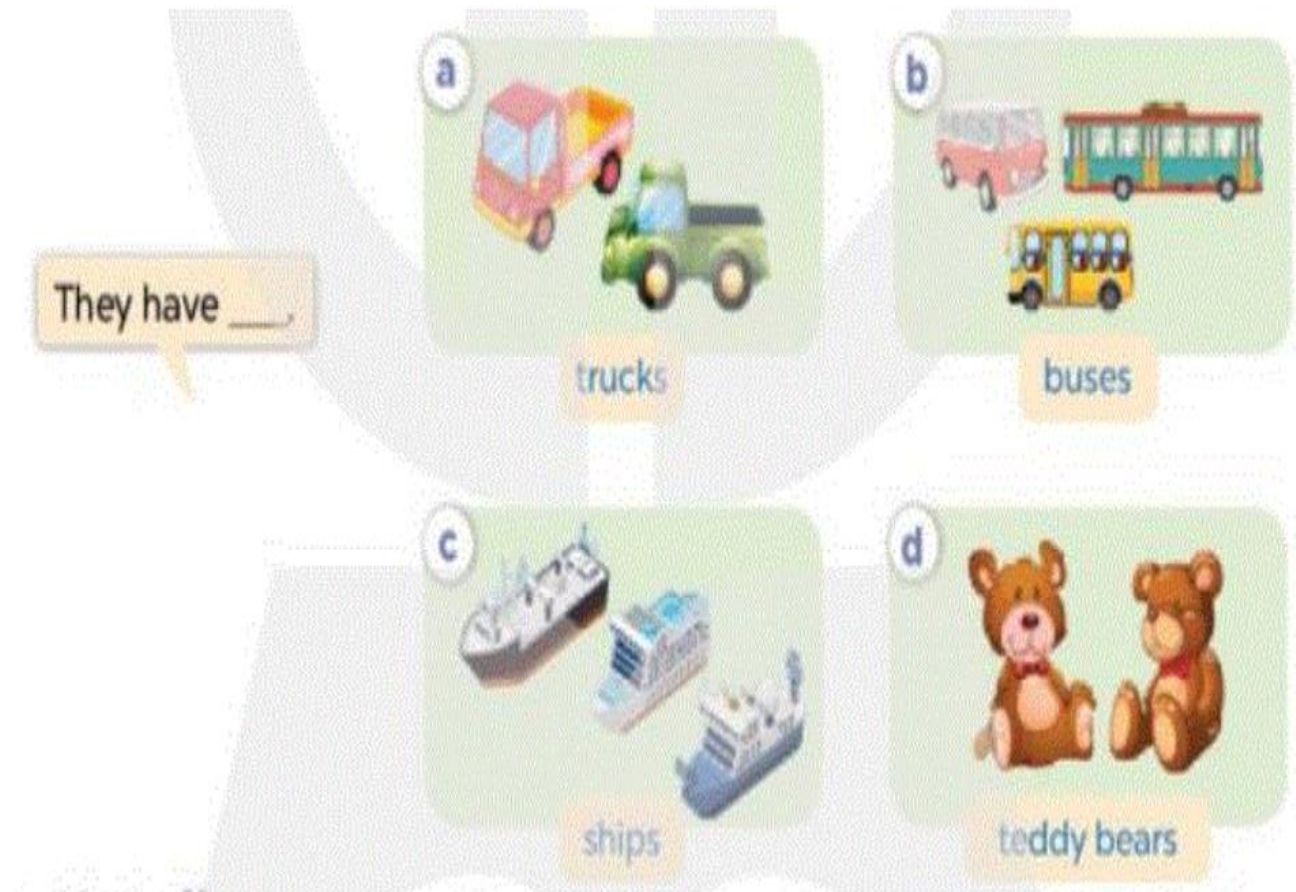 a
b
They have ___.
trucks
buses
c
d
ships
teddy bears